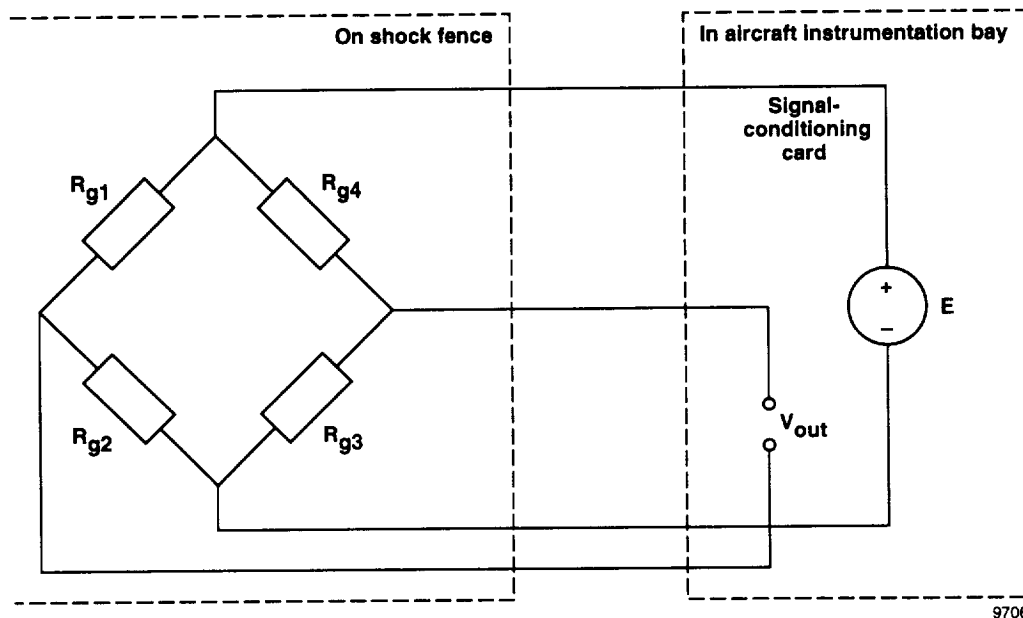 On shock fence
In aircraft instrumentation bay
Signal-
conditioning
card
Rg1
Rg4
+
−
E
Rg2
Rg3
Vout
9706